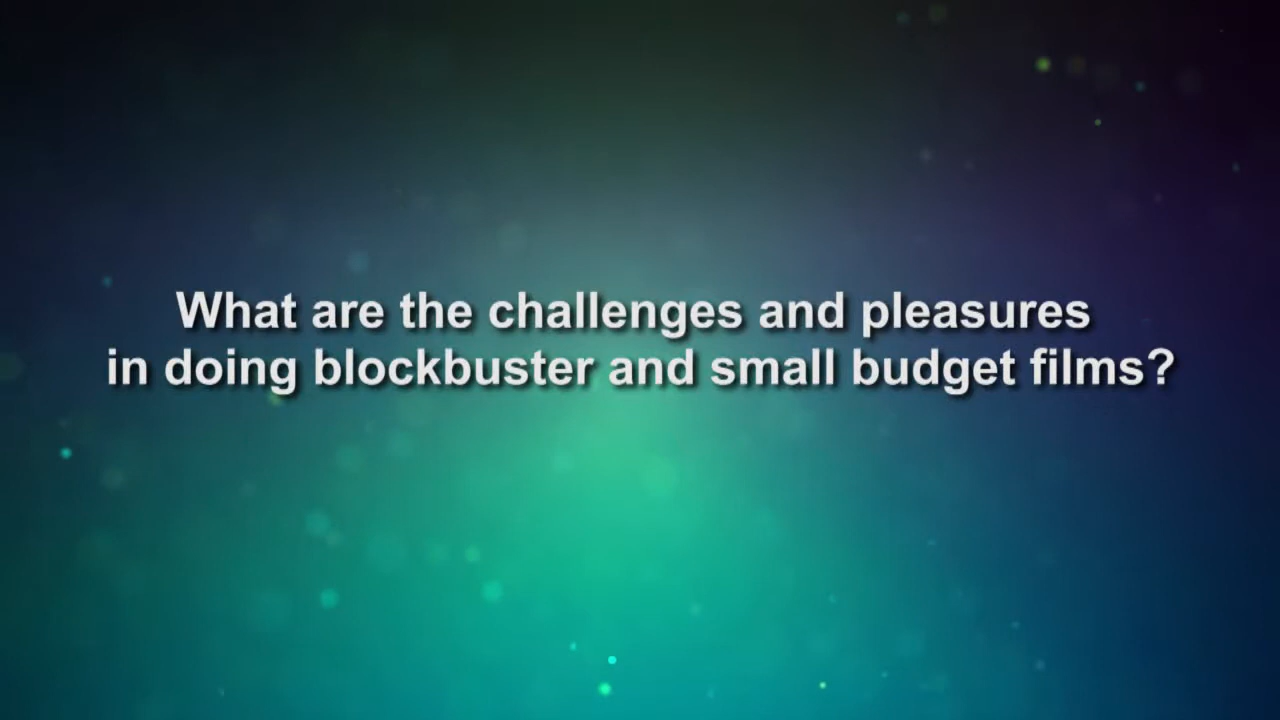 What are the challenges and pleasures
in doing blockbuster and small budget films?